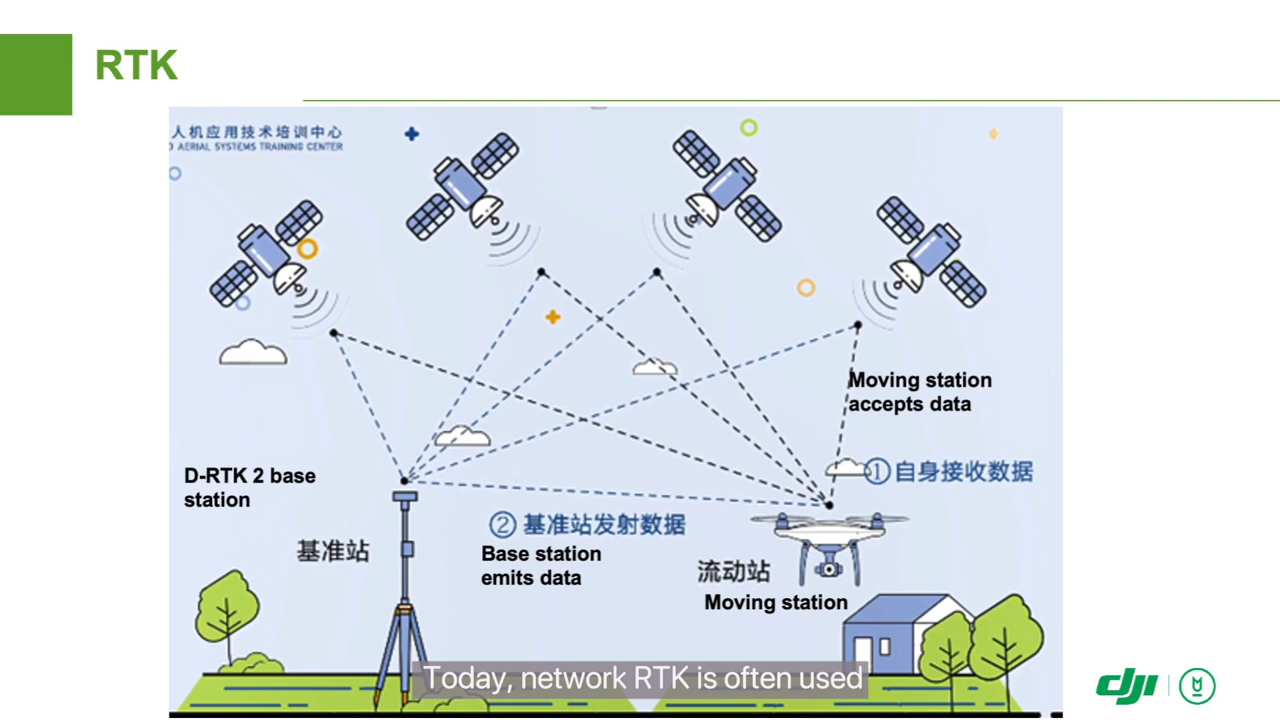 RTK
人机应用技术培训中心
AERIAL SYSTEMS TRAINING CENTER
Moving station
accepts data
①自身接收数据
D-RTK 2 base
station
②基准站发射数据
基准站
Base station
emits data
流动站
Moving station
Today, network RTK is often used
dji